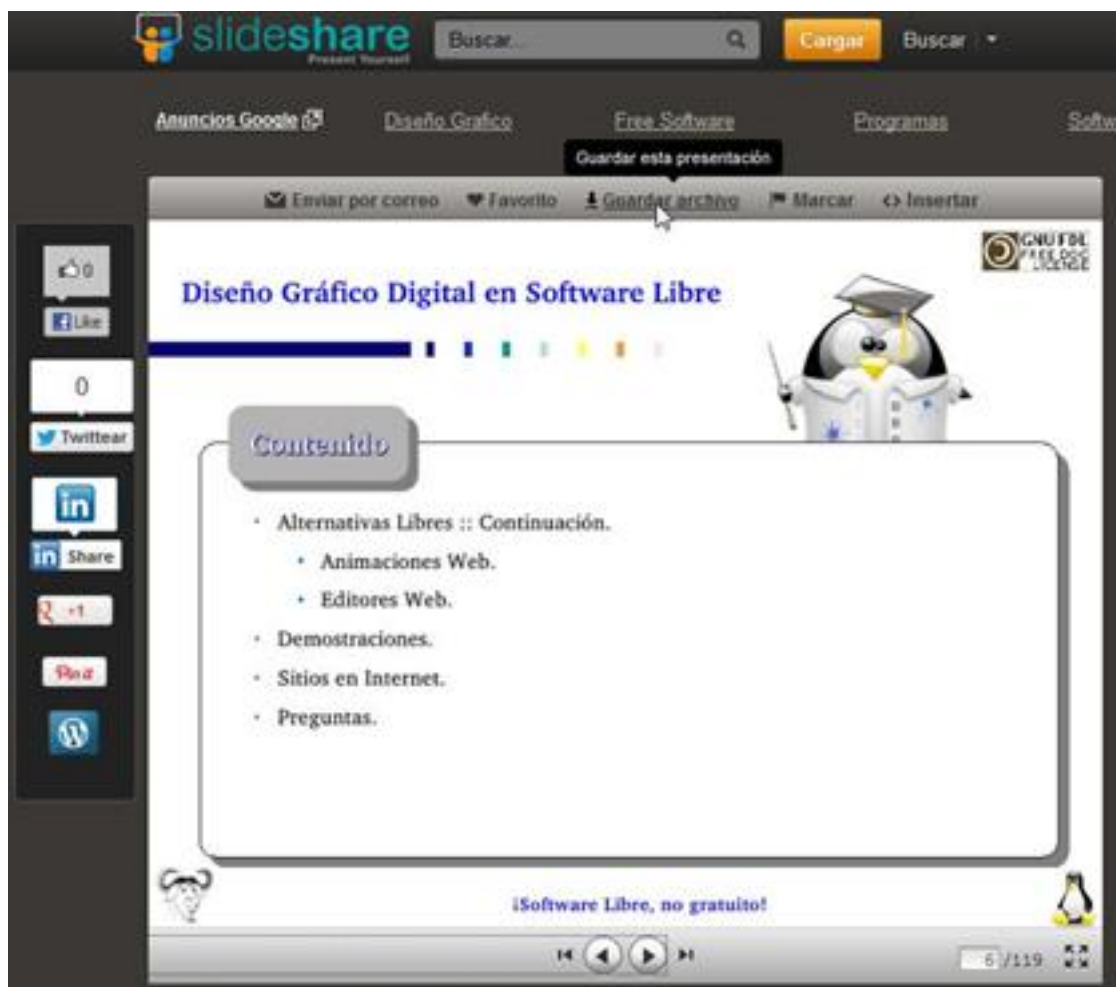 slideshare
Present Yourself
Buscar...
Cargar
Buscar
Anuncios Google
Diseño Grafico
Free Software
Programas
Softw
Guardar esta presentación
Enviar por correo
Favorito
Guardar archivo
Marcar
Insertar
GNU FDL
FREE DOC
LICENSE
0
Like
0
Twittear
in
in Share
+1
Pin it
Diseño Gráfico Digital en Software Libre
Contenido
· Alternativas Libres :: Continuación.
· Animaciones Web.
· Editores Web.
· Demostraciones.
· Sitios en Internet.
· Preguntas.
¡Software Libre, no gratuito!
6 /119